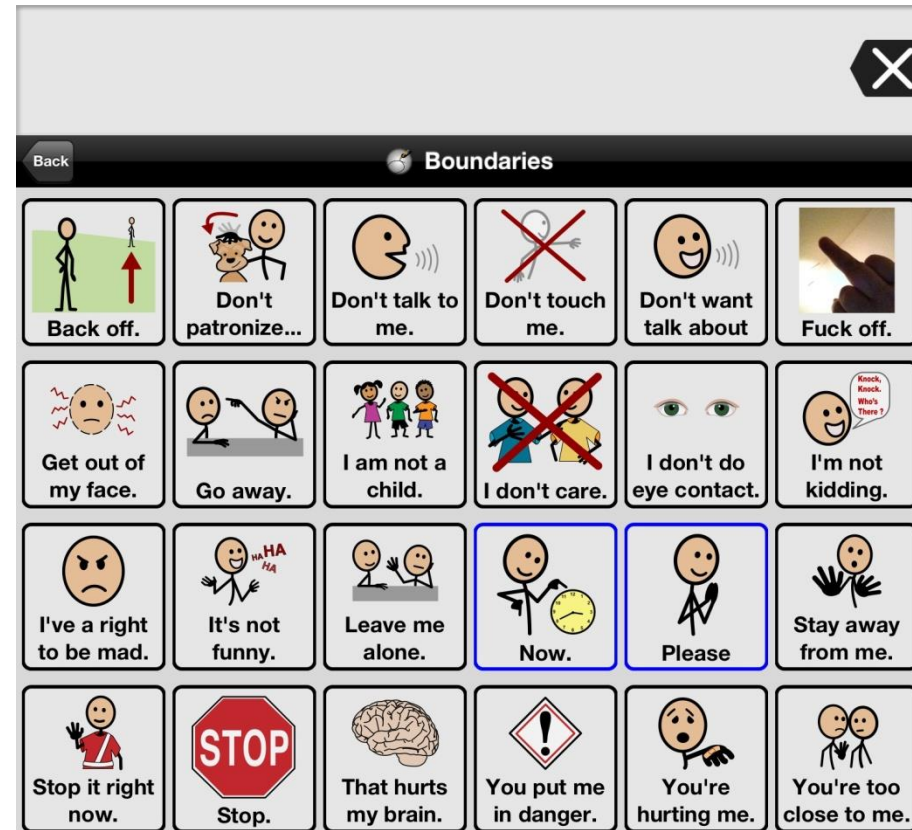 Back
Boundaries
Back off.
Don't
patronize...
Don't talk to
me.
Don't touch
me.
Don't want
talk about
Fuck off.
Get out of
my face.
Go away.
I am not a
child.
I don't care.
I don't do
eye contact.
Knock,
Knock.
Who's
There ?
I'm not
kidding.
I've a right
to be mad.
HA HA
HA
It's not
funny.
Leave me
alone.
Now.
Please
Stay away
from me.
Stop it right
now.
STOP
Stop.
That hurts
my brain.
You put me
in danger.
You're
hurting me.
You're too
close to me.